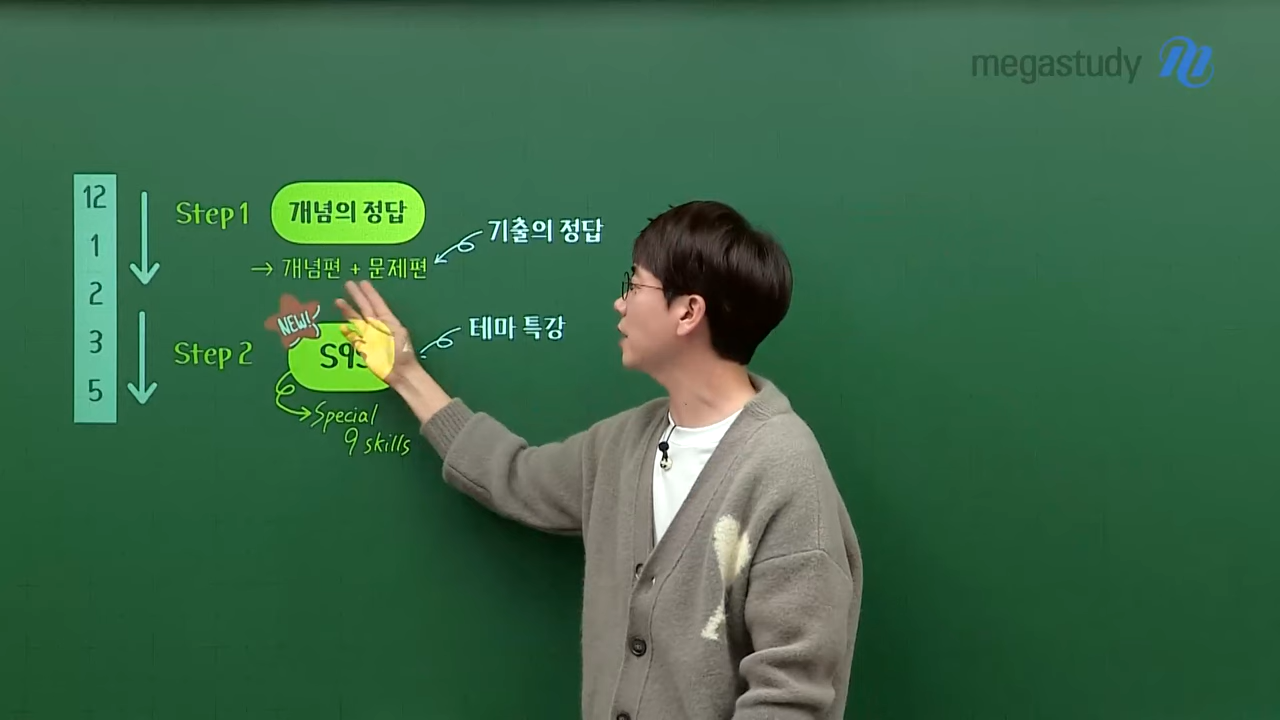 megastudy
12
1
2
3
5
Step 1
개념의 정답
기출의 정답
→ 개념편 + 문제편
NEW!
Step 2
테마 특강
Special
9 skills